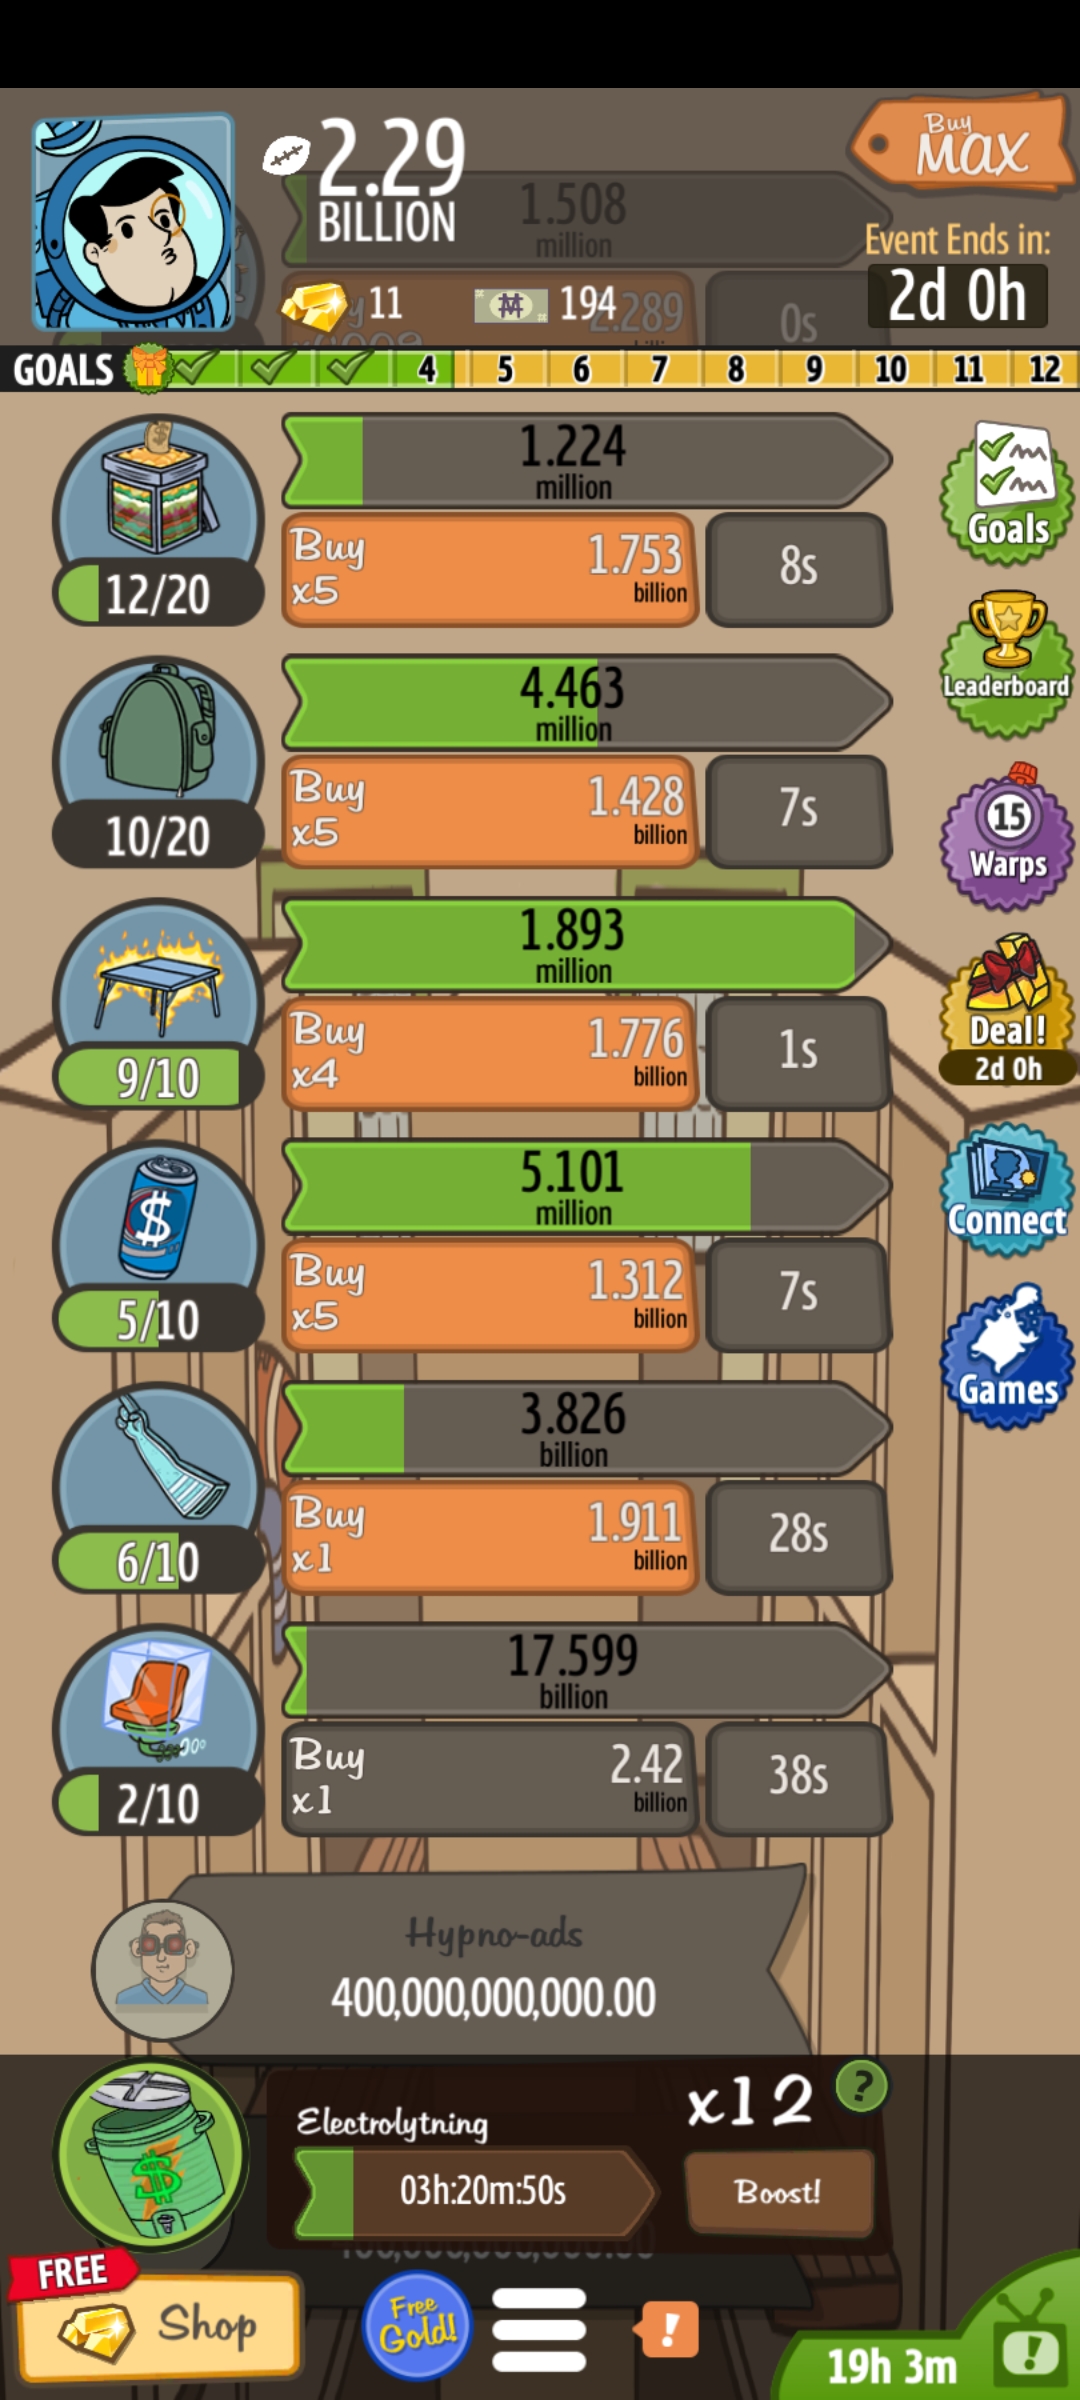 2.29
BILLION
Buy
MAX
1.508
million
Event Ends in:
2d 0h
11
194
2.289
0s
GOALS
4 5 6 7 8 9 10 11 12
1.224
million
Buy
x5
1.753
billion
8s
12/20
Goals
4.463
million
Buy
x5
1.428
billion
7s
10/20
Leaderboard
15
Warps
1.893
million
Buy
x4
1.776
billion
1s
9/10
Deal!
2d 0h
5.101
million
Buy
x5
1.312
billion
7s
$
5/10
Connect
3.826
billion
Buy
x1
1.911
billion
28s
6/10
Games
17.599
billion
Buy
x1
2.42
billion
38s
2/10
Hypno-ads
400,000,000,000.00
Electrolytning
x12
?
03h:20m:50s
Boost!
$
FREE
Shop
Free
Gold!
!
19h 3m
!